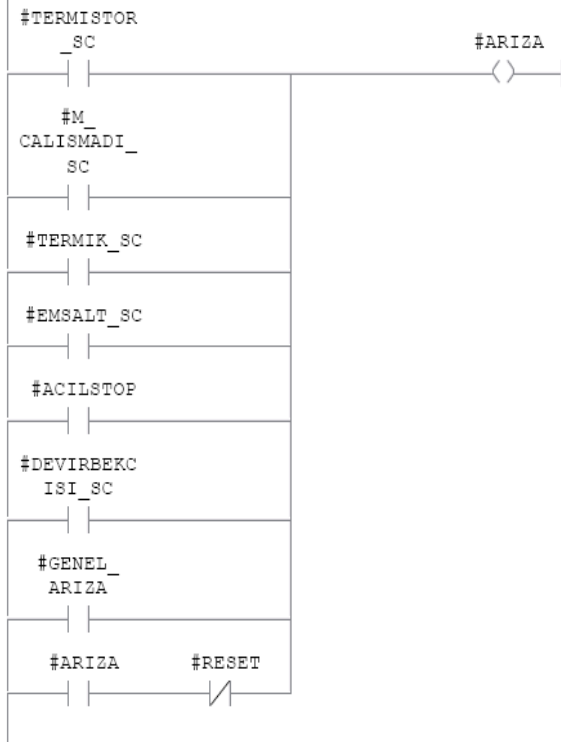 #TERMISTOR
_SC
#ARIZA
#M_
CALISMADI_
SC
#TERMIK_SC
#EMSALT_SC
#ACILSTOP
#DEVIRBEKC
ISI_SC
#GENEL_
ARIZA
#ARIZA #RESET